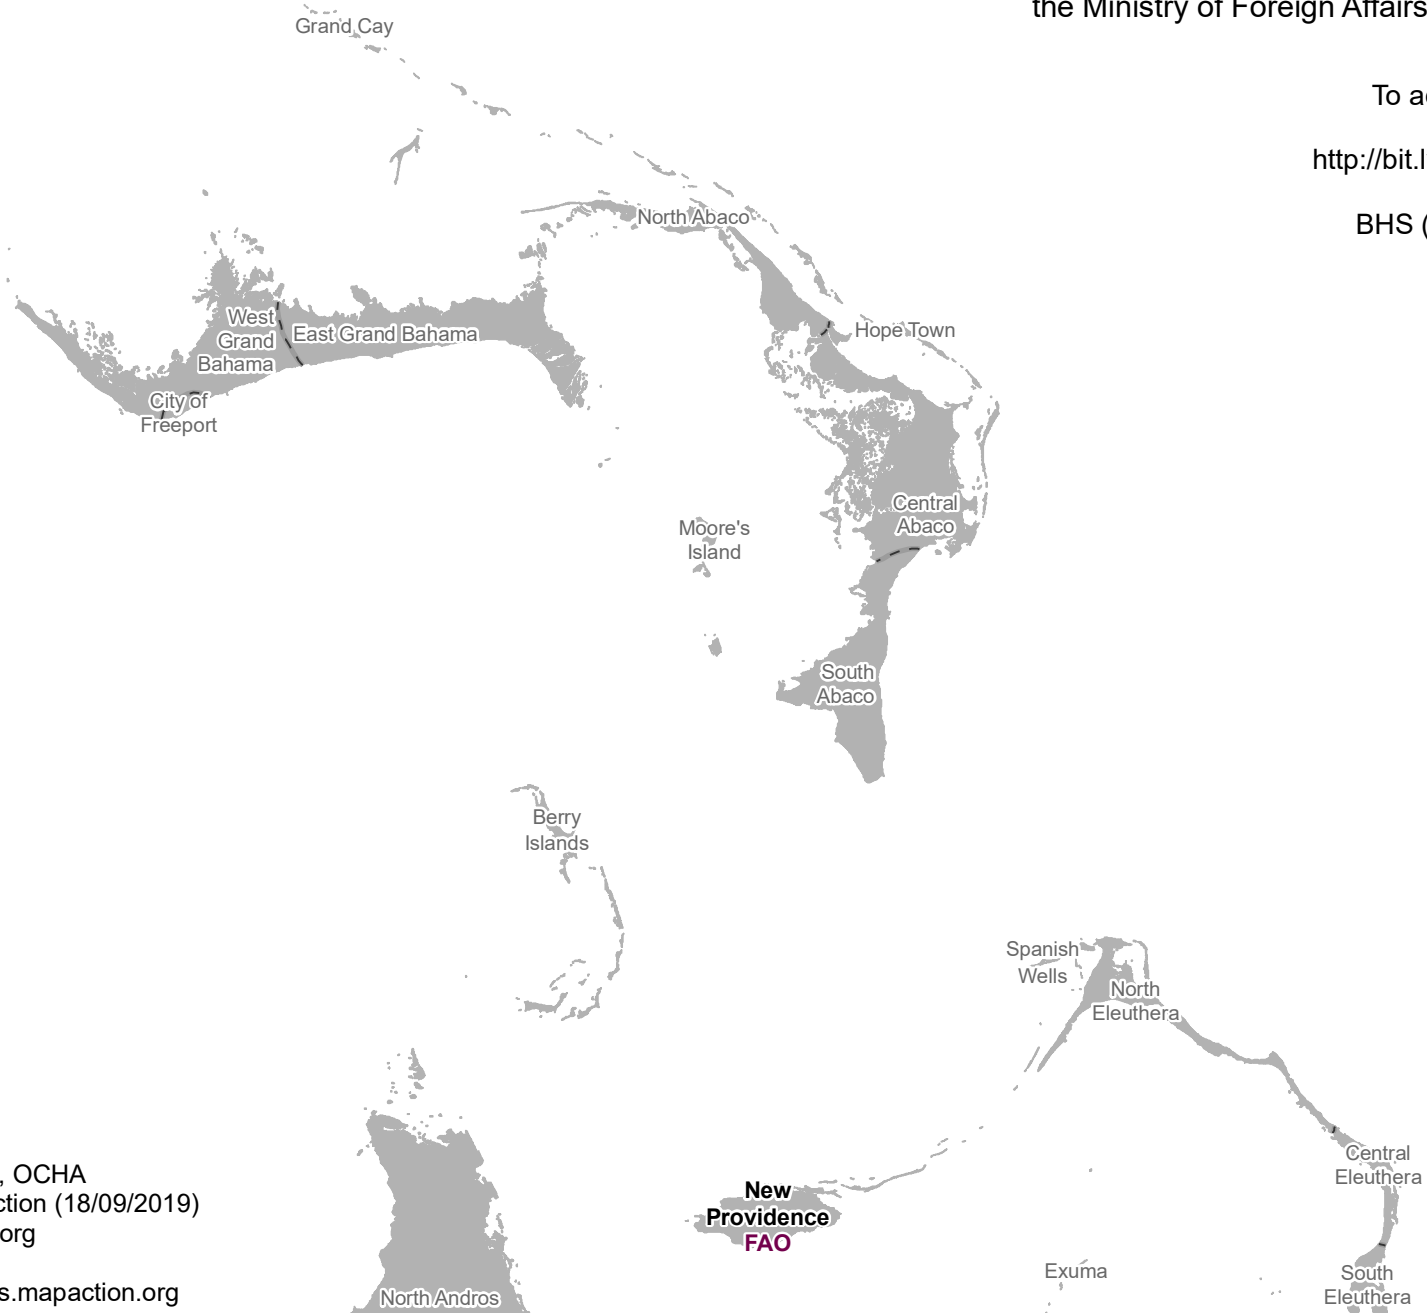 the Ministry of Foreign Affairs
Grand Cay
To a
http://bit.l
North Abaco
BHS (
West
Grand
Bahama
East Grand Bahama
Hope Town
City of
Freeport
Central
Abaco
Moore's
Island
South
Abaco
Berry
Islands
Spanish
Wells
North
Eleuthera
Central
Eleuthera
, OCHA
ction (18/09/2019)
org
New
Providence
FAO
Exuma
South
Eleuthera
s.mapaction.org
North Andros